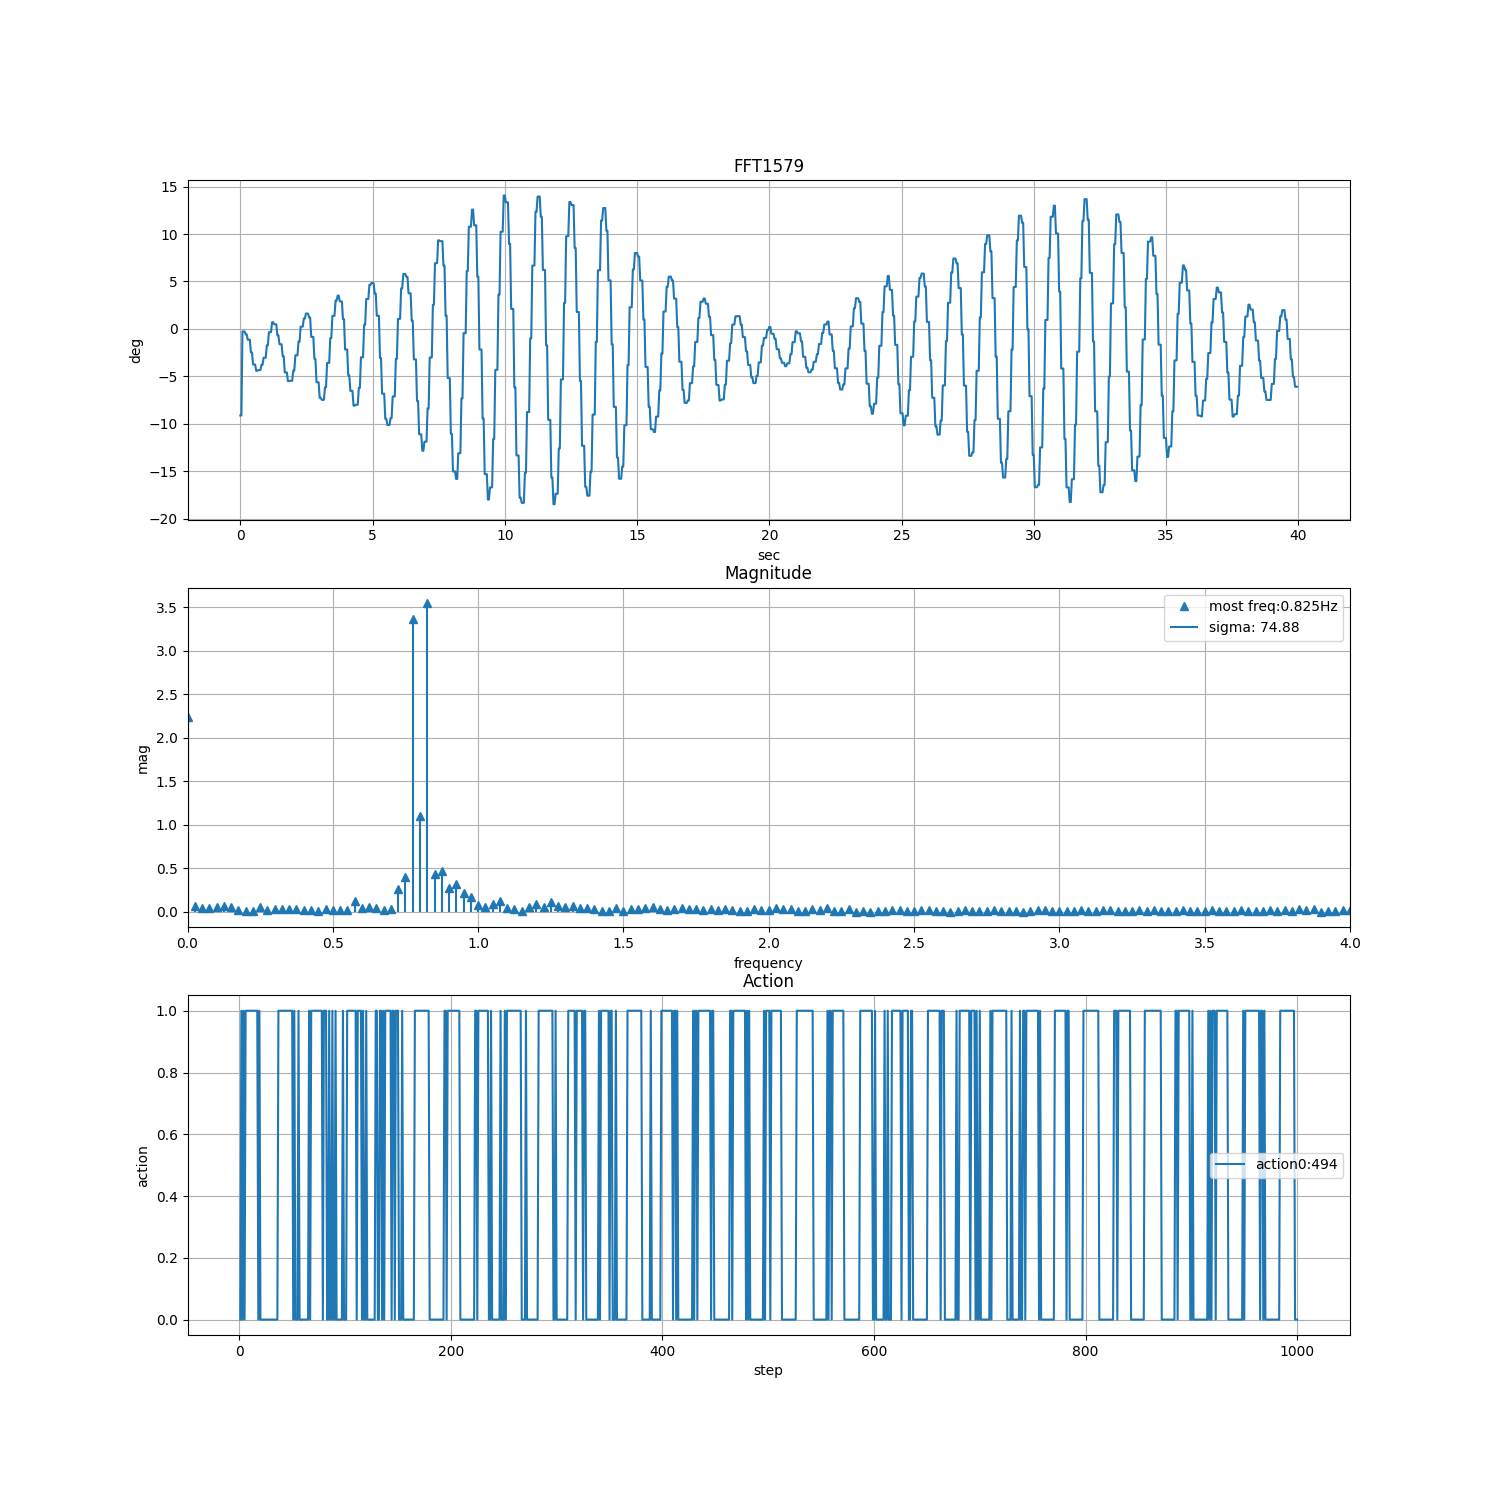 FFT1579
15
10
5
0
−5
−10
−15
−20
deg
0 5 10 15 20 25 30 35 40
sec
Magnitude
most freq:0.825Hz
sigma: 74.88
3.5
3.0
2.5
2.0
1.5
1.0
0.5
0.0
mag
0.0 0.5 1.0 1.5 2.0 2.5 3.0 3.5 4.0
frequency
Action
1.0
0.8
0.6
0.4
0.2
0.0
action
action0:494
0 200 400 600 800 1000
step